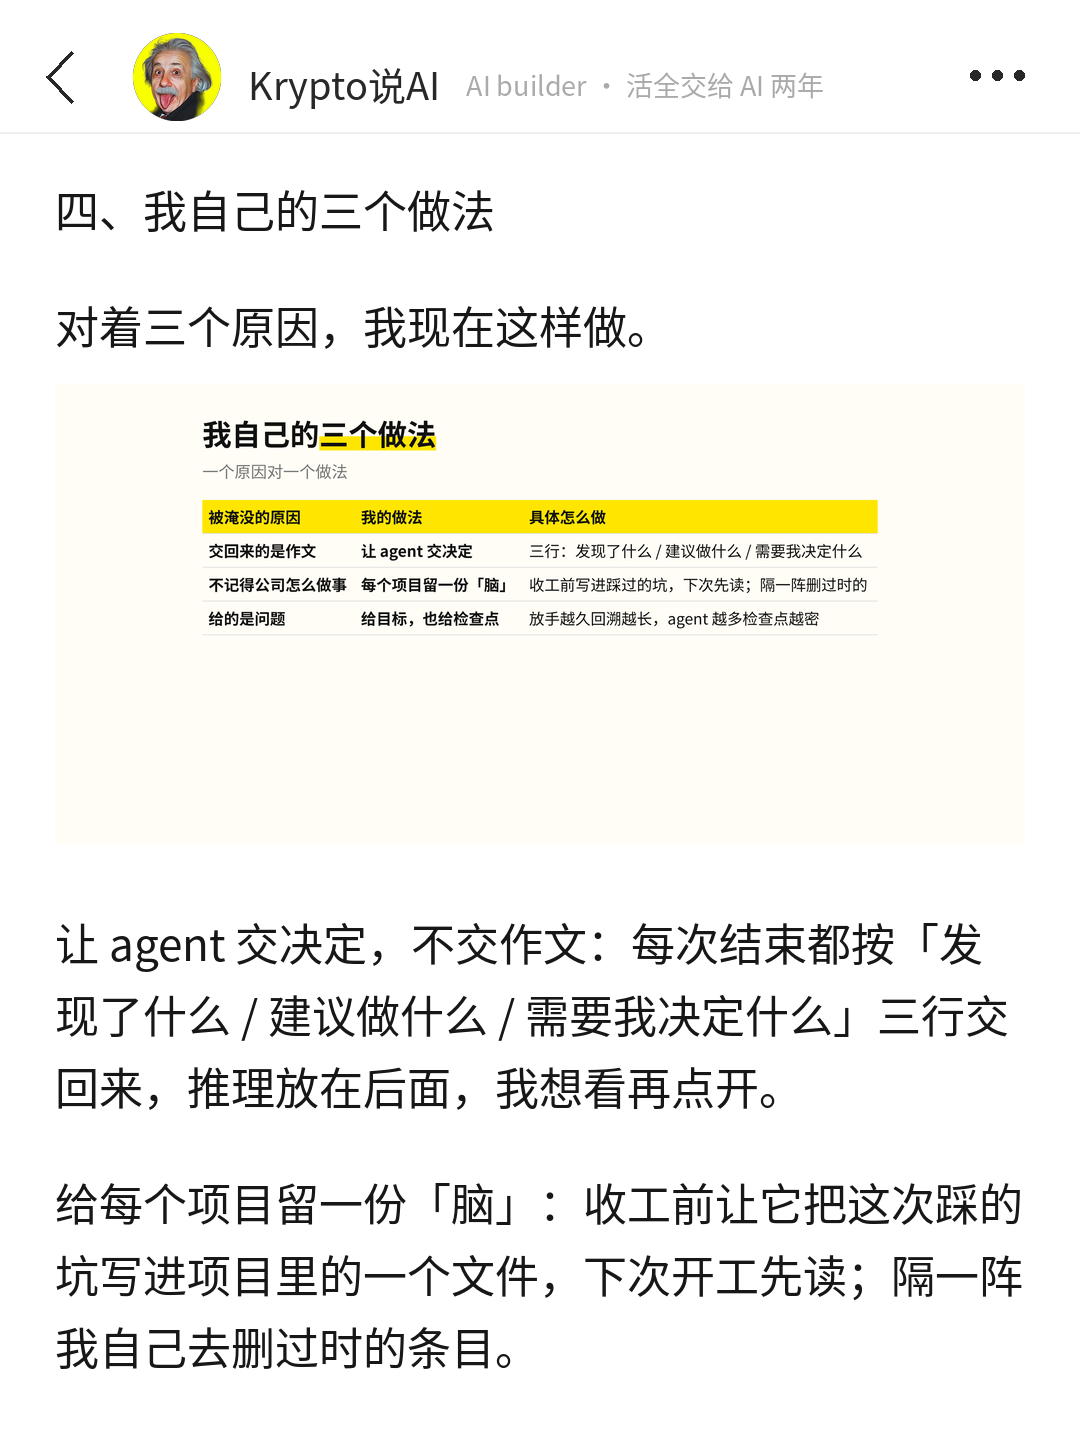 Krypto说AI AI builder · 活全交给 AI 两年
四、我自己的三个做法
对着三个原因，我现在这样做。
我自己的三个做法
一个原因对一个做法
被淹没的原因 我的做法 具体怎么做
交回来的是作文 让 agent 交决定 三行：发现了什么 / 建议做什么 / 需要我决定什么
不记得公司怎么做事 每个项目留一份「脑」 收工前写进踩过的坑，下次先读；隔一阵删过时的
给的是问题 给目标，也给检查点 放手越久回溯越长，agent 越多检查点越密
让 agent 交决定，不交作文：每次结束都按「发
现了什么 / 建议做什么 / 需要我决定什么」三行交
回来，推理放在后面，我想看再点开。
给每个项目留一份「脑」：收工前让它把这次踩的
坑写进项目里的一个文件，下次开工先读；隔一阵
我自己去删过时的条目。